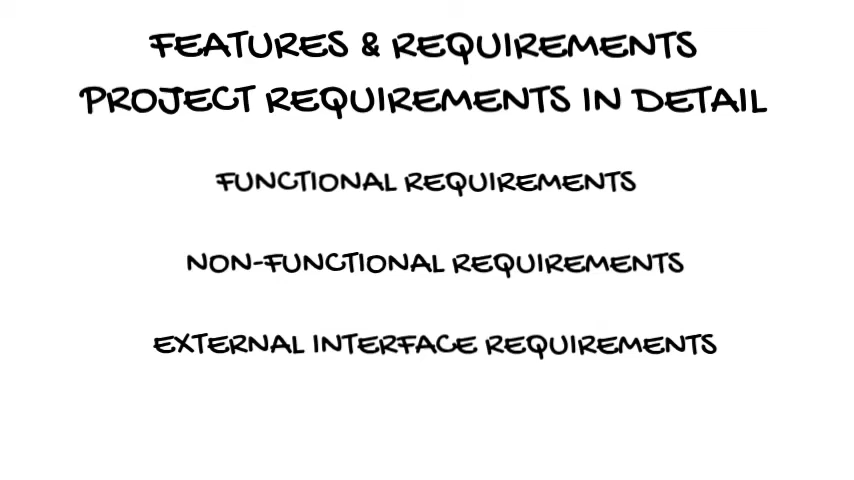 FEATURES & REQUIREMENTS
PROJECT REQUIREMENTS IN DETAIL
FUNCTIONAL REQUIREMENTS
NON-FUNCTIONAL REQUIREMENTS
EXTERNAL INTERFACE REQUIREMENTS